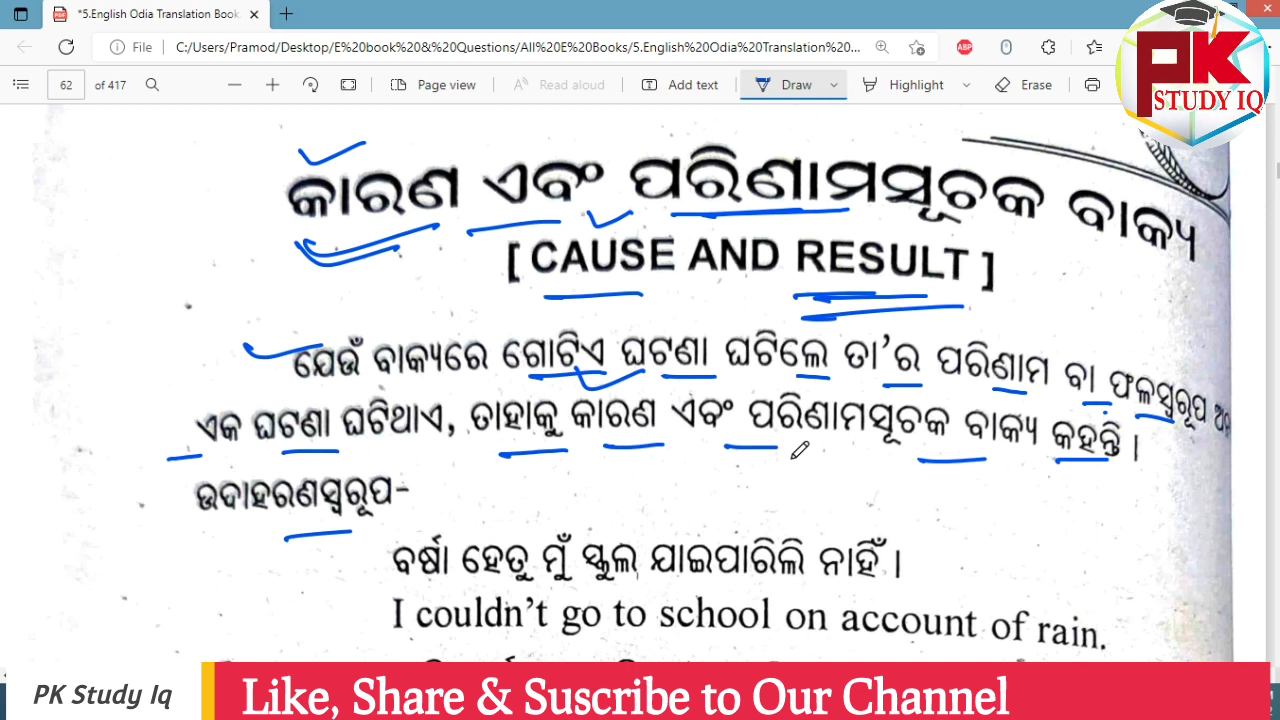 *5.English Odia Translation Book
File C:/Users/Pramod/Desktop/E%20book%20&%20Question/All%20E%20Books/5.English%20Odia%20Translation%20...
ABP
62 of 417
Page view
Read aloud
Add text
Draw
Highlight
Erase
PK
STUDY IQ
କାରଣ ଏବଂ ପରିଣାମସୂଚକ ବାକ୍ୟ
[ CAUSE AND RESULT ]
ଯେଉଁ ବାକ୍ୟରେ ଗୋଟିଏ ଘଟଣା ଘଟିଲେ ତା'ର ପରିଣାମ ବା ଫଳସ୍ୱରୂପ
ଏକ ଘଟଣା ଘଟିଥାଏ, ତାହାକୁ କାରଣ ଏବଂ ପରିଣାମସୂଚକ ବାକ୍ୟ କହନ୍ତି ।
ଉଦାହରଣସ୍ୱରୂପ-
ବର୍ଷା ହେତୁ ମୁଁ ସ୍କୁଲ ଯାଇପାରିଲି ନାହିଁ ।
I couldn't go to school on account of rain.
PK Study Iq
Like, Share & Suscribe to Our Channel